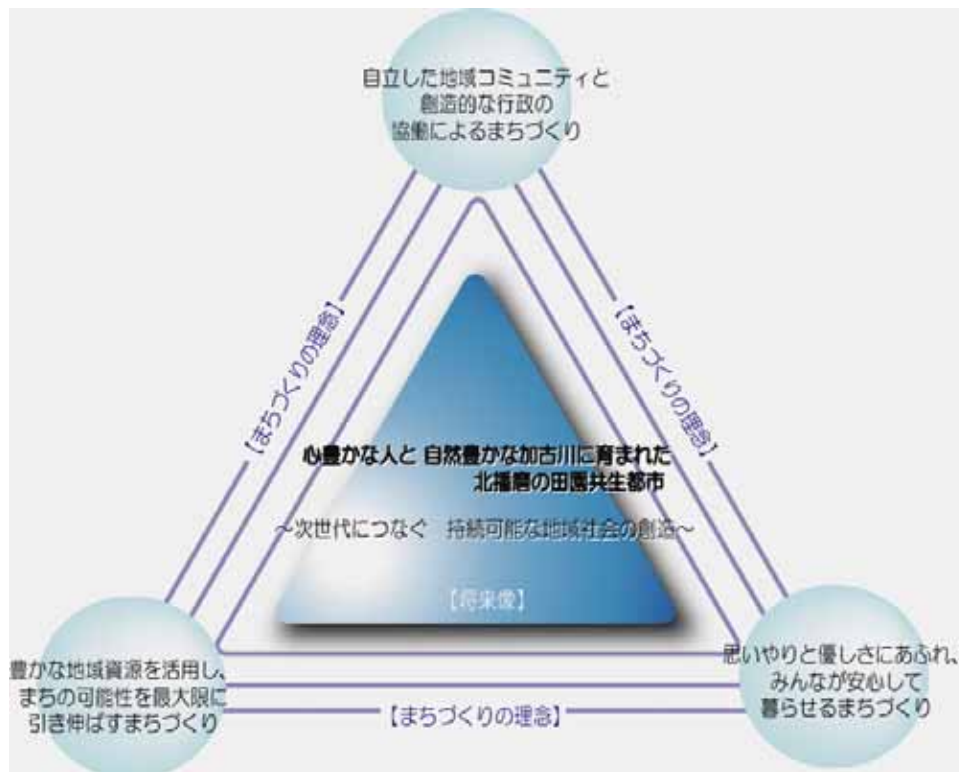 自立した地域コミュニティと
創造的な行政の
協働によるまちづくり
【まちづくりの理念】
【まちづくりの理念】
心豊かな人と 自然豊かな加古川に育まれた
北播磨の田園共生都市
～次世代につなぐ　持続可能な地域社会の創造～
【将来像】
豊かな地域資源を活用し、
まちの可能性を最大限に
引き伸ばすまちづくり
思いやりと優しさにあふれ、
みんなが安心して
暮らせるまちづくり
【まちづくりの理念】